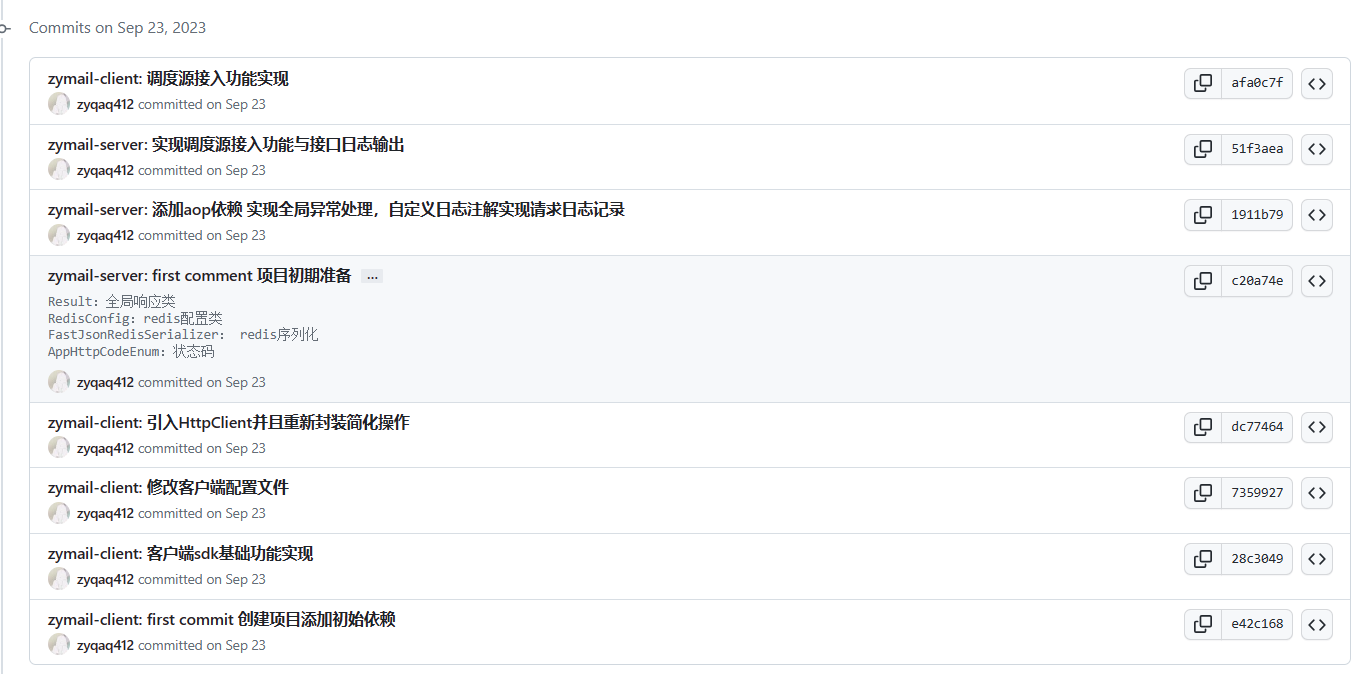 Commits on Sep 23, 2023
zymail-client: 调度源接入功能实现
afa0c7f
zyqaq412 committed on Sep 23
zymail-server: 实现调度源接入功能与接口日志输出
51f3aea
zyqaq412 committed on Sep 23
zymail-server: 添加aop依赖 实现全局异常处理，自定义日志注解实现请求日志记录
1911b79
zyqaq412 committed on Sep 23
zymail-server: first comment 项目初期准备 ...
c20a74e
Result: 全局响应类
RedisConfig: redis配置类
FastJsonRedisSerializer： redis序列化
AppHttpCodeEnum: 状态码
zyqaq412 committed on Sep 23
zymail-client: 引入HttpClient并且重新封装简化操作
dc77464
zyqaq412 committed on Sep 23
zymail-client: 修改客户端配置文件
7359927
zyqaq412 committed on Sep 23
zymail-client: 客户端sdk基础功能实现
28c3049
zyqaq412 committed on Sep 23
zymail-client: first commit 创建项目添加初始依赖
e42c168
zyqaq412 committed on Sep 23